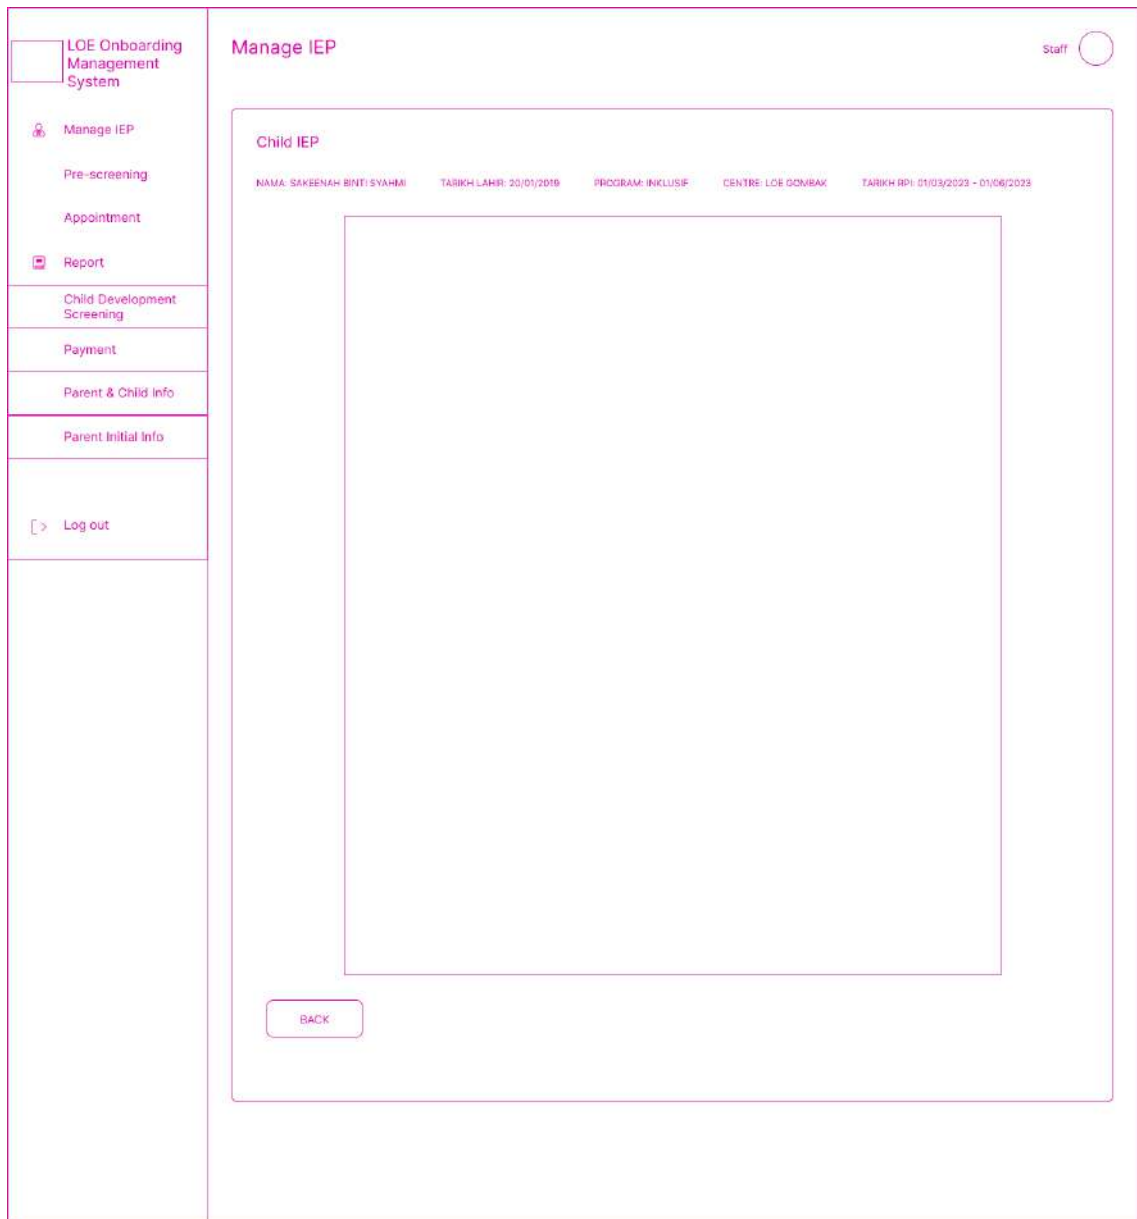 LOE Onboarding
Management
System
Manage IEP
Pre-screening
Appointment
Report
Child Development
Screening
Payment
Parent & Child Info
Parent Initial Info
Log out
Manage IEP
Staff
Child IEP
NAMA: SAKEENAH BINTI SYAHMI TARIKH LAHIR: 20/01/2019 PROGRAM: INKLUSIF CENTRE: LOE GOMBAK TARIKH RPI: 01/03/2023 - 01/06/2023
BACK